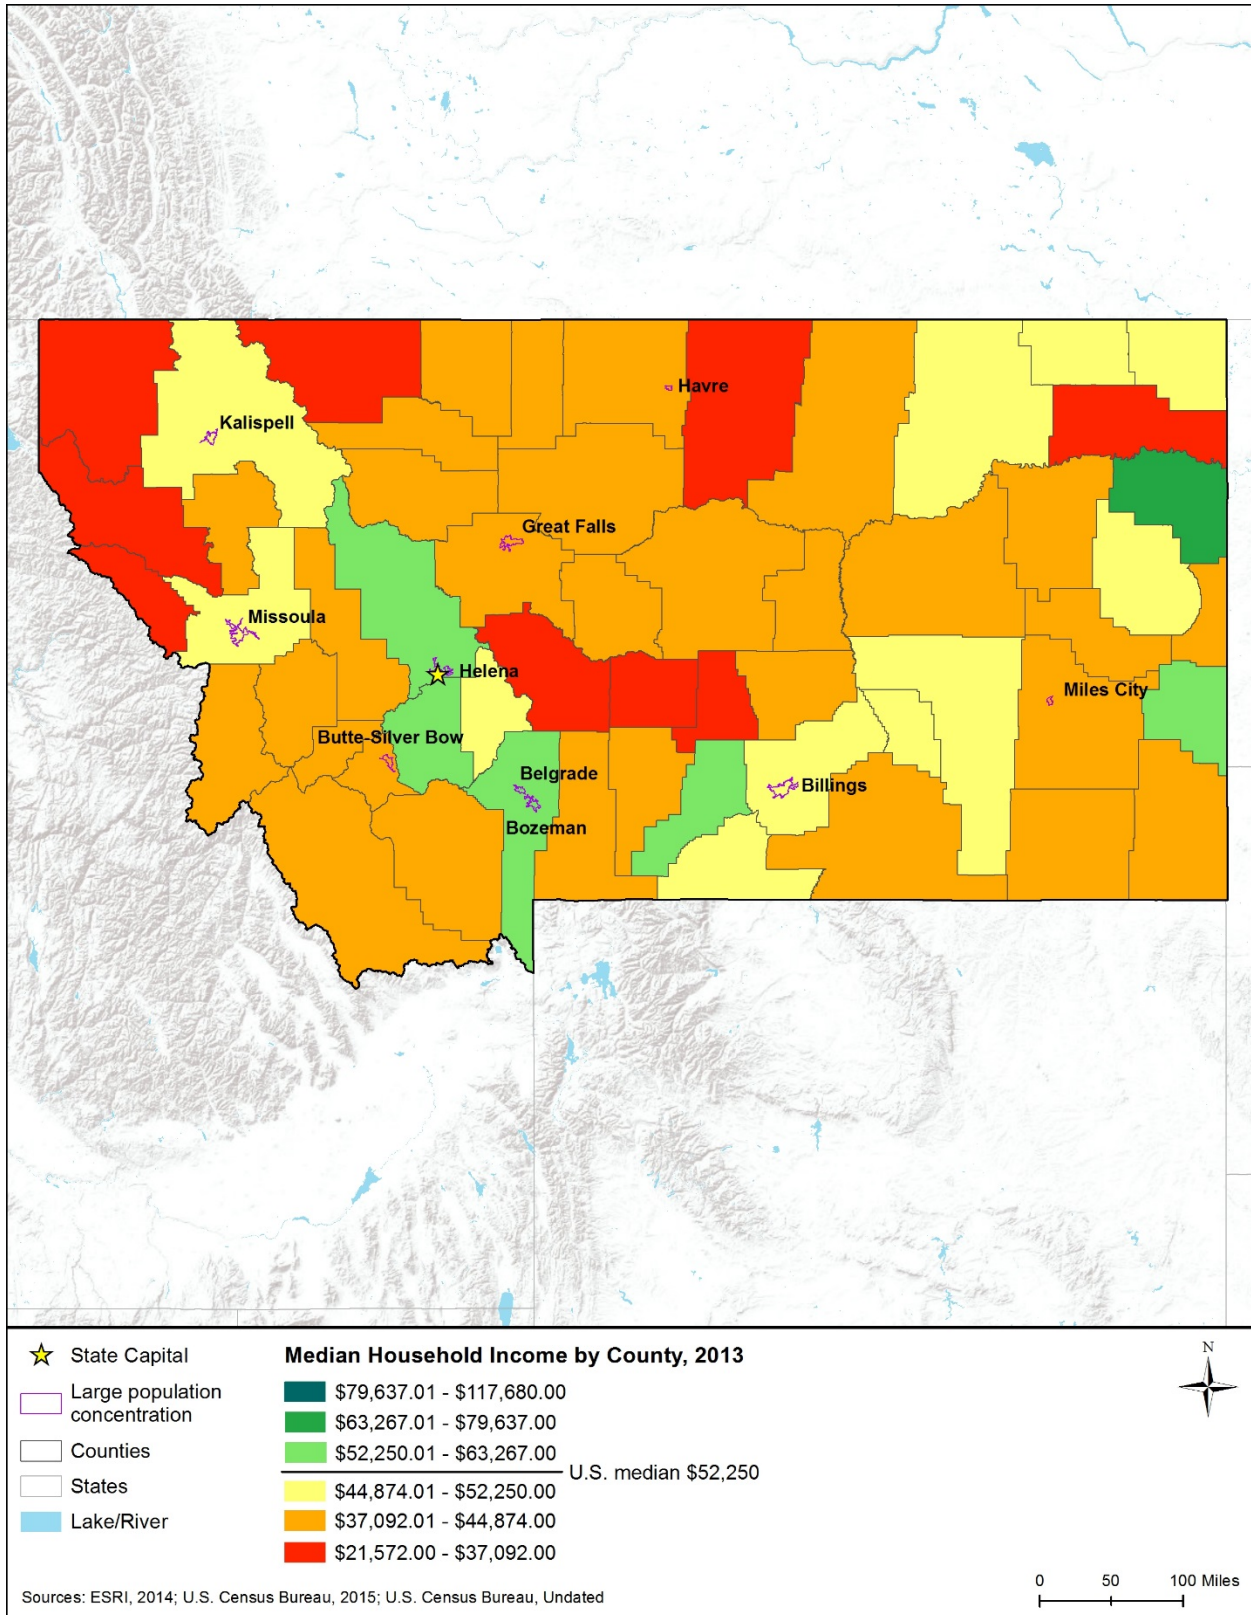 Havre
Kalispell
Great Falls
Missoula
Helena
Miles City
Butte-Silver Bow
Belgrade
Billings
Bozeman
State Capital
Large population
concentration
Counties
States
Lake/River
Median Household Income by County, 2013
$79,637.01 - $117,680.00
$63,267.01 - $79,637.00
$52,250.01 - $63,267.00
U.S. median $52,250
$44,874.01 - $52,250.00
$37,092.01 - $44,874.00
$21,572.00 - $37,092.00
N
0 50 100 Miles
Sources: ESRI, 2014; U.S. Census Bureau, 2015; U.S. Census Bureau, Undated